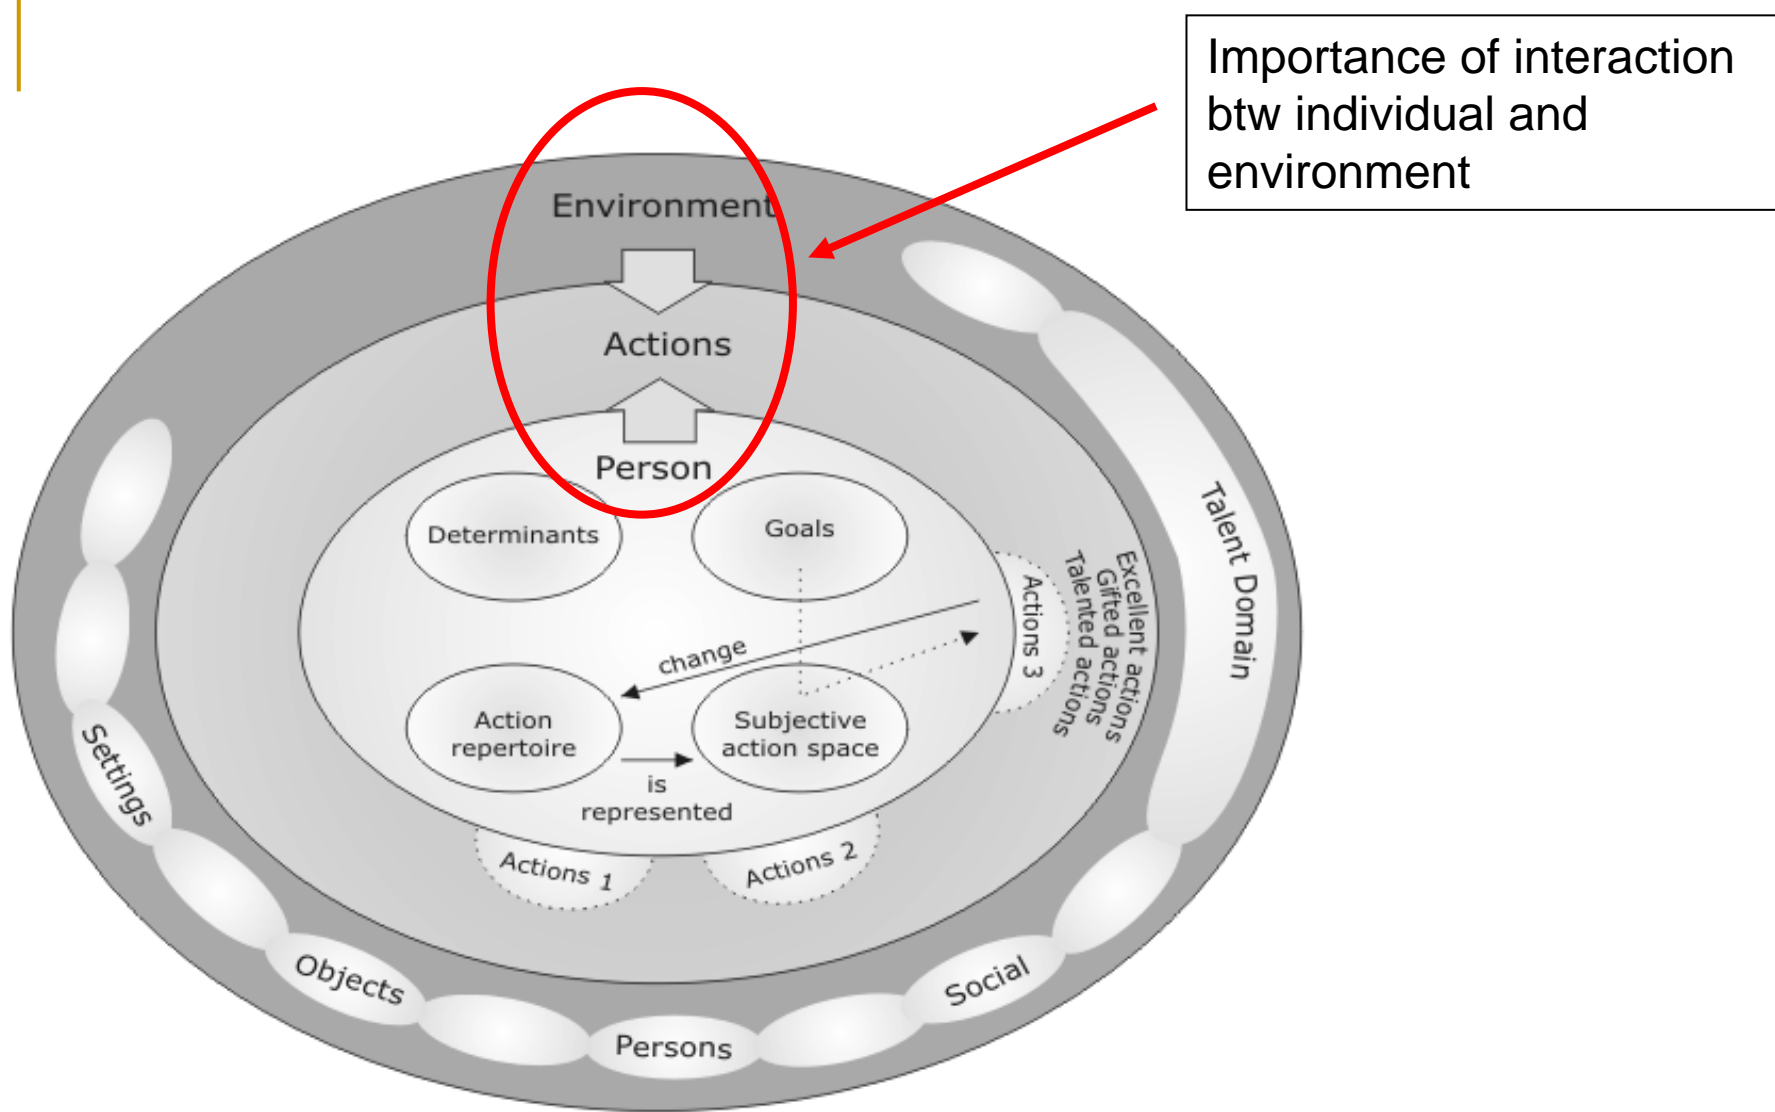 Importance of interaction
btw individual and
environment
Environment
Actions
Person
Determinants
Goals
change
Action
repertoire
Subjective
action space
is
represented
Actions 1
Actions 2
Actions 3
Talented actions
Gifted actions
Excellent actions
Talent Domain
Settings
Objects
Persons
Social